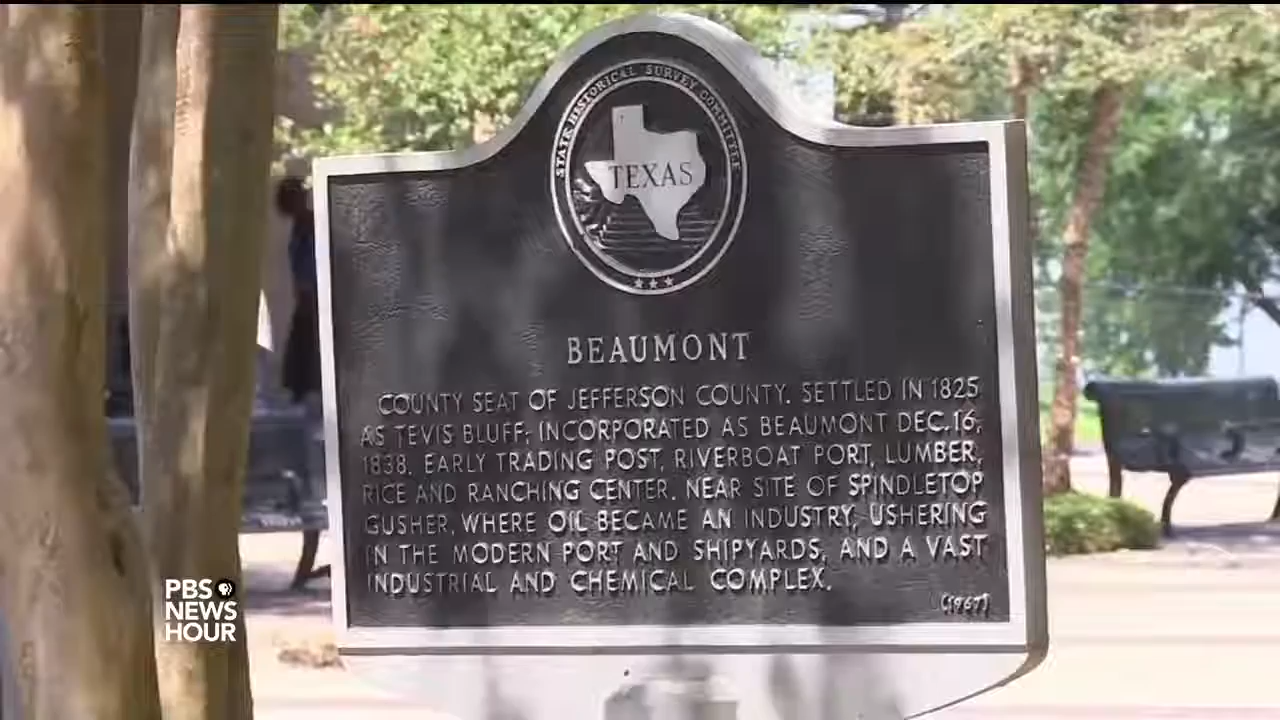 STATE HISTORICAL SURVEY COMMITTEE
TEXAS
BEAUMONT
COUNTY SEAT OF JEFFERSON COUNTY. SETTLED IN 1825
AS TEVIS BLUFF; INCORPORATED AS BEAUMONT DEC.16,
1838. EARLY TRADING POST, RIVERBOAT PORT, LUMBER,
RICE AND RANCHING CENTER. NEAR SITE OF SPINDLETOP
GUSHER, WHERE OIL BECAME AN INDUSTRY, USHERING
IN THE MODERN PORT AND SHIPYARDS, AND A VAST
INDUSTRIAL AND CHEMICAL COMPLEX.
(1967)
PBS
NEWS
HOUR